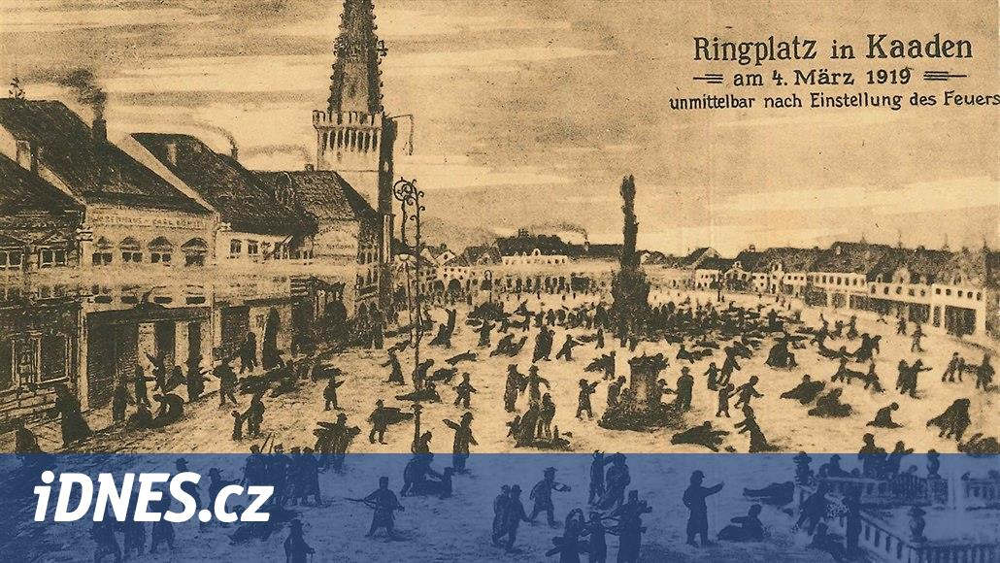 Ringplatz in Kaaden
am 4. März 1919
unmittelbar nach Einstellung des Feuers
iDNES.cz